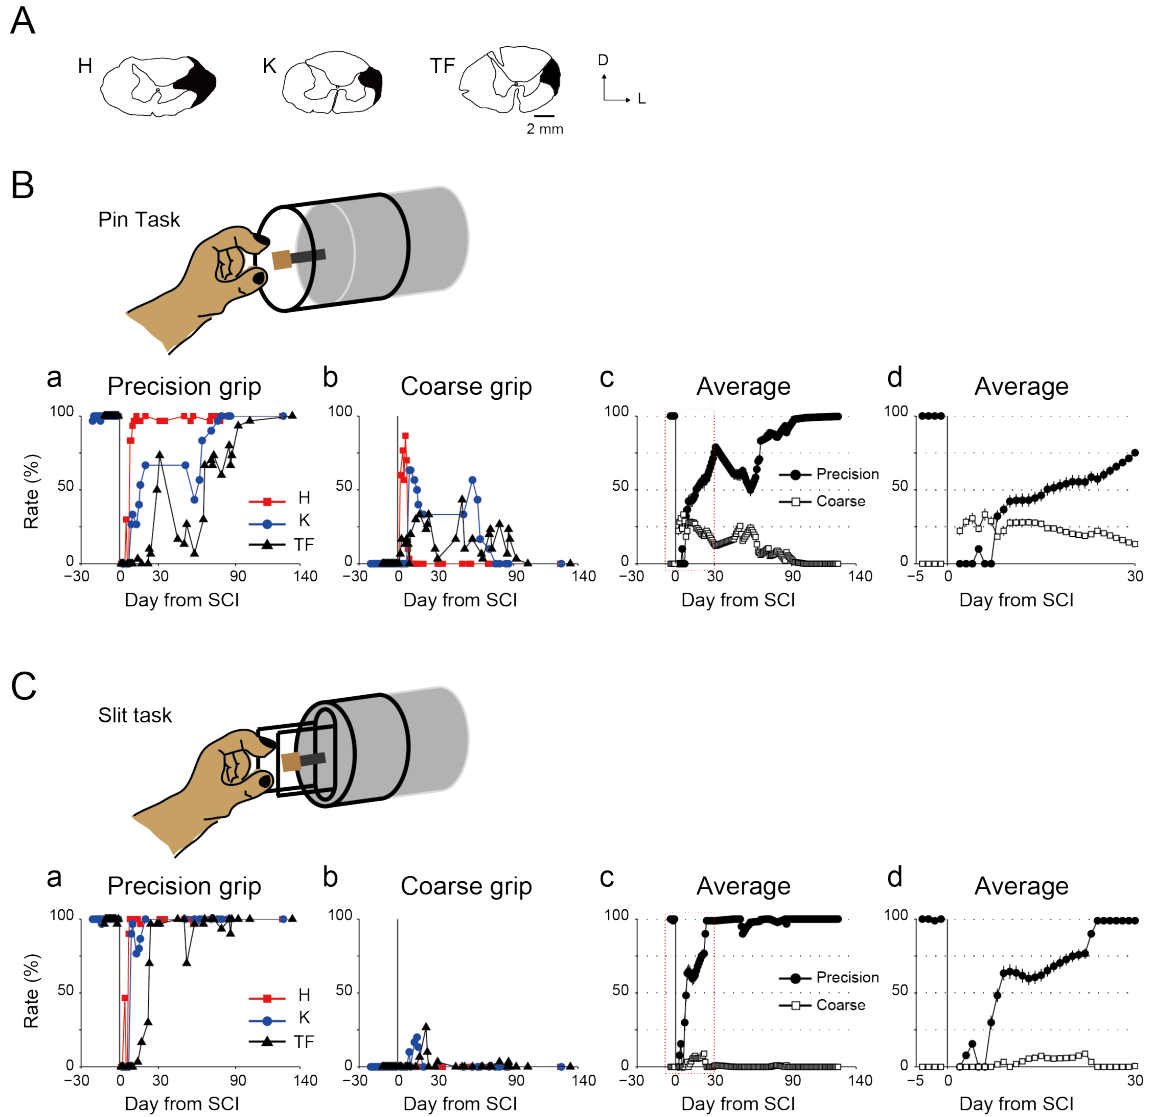 A
H
K
TF
D
L
2 mm
B
Pin Task
a
Precision grip
b
Coarse grip
c
Average
d
Average
Rate (%)
100
50
0
−30
0
90
140
Day from SCI
H
K
TF
100
50
0
−30
0
90
140
Day from SCI
100
50
0
−30
0
30
90
140
Day from SCI
Precision
Coarse
100
50
0
−5
0
30
Day from SCI
C
Slit task
a
Precision grip
b
Coarse grip
c
Average
d
Average
Rate (%)
100
50
0
−30
0
90
140
Day from SCI
H
K
TF
100
50
0
−30
0
90
140
Day from SCI
100
50
0
−30
0
30
90
140
Day from SCI
Precision
Coarse
100
50
0
−5
0
30
Day from SCI